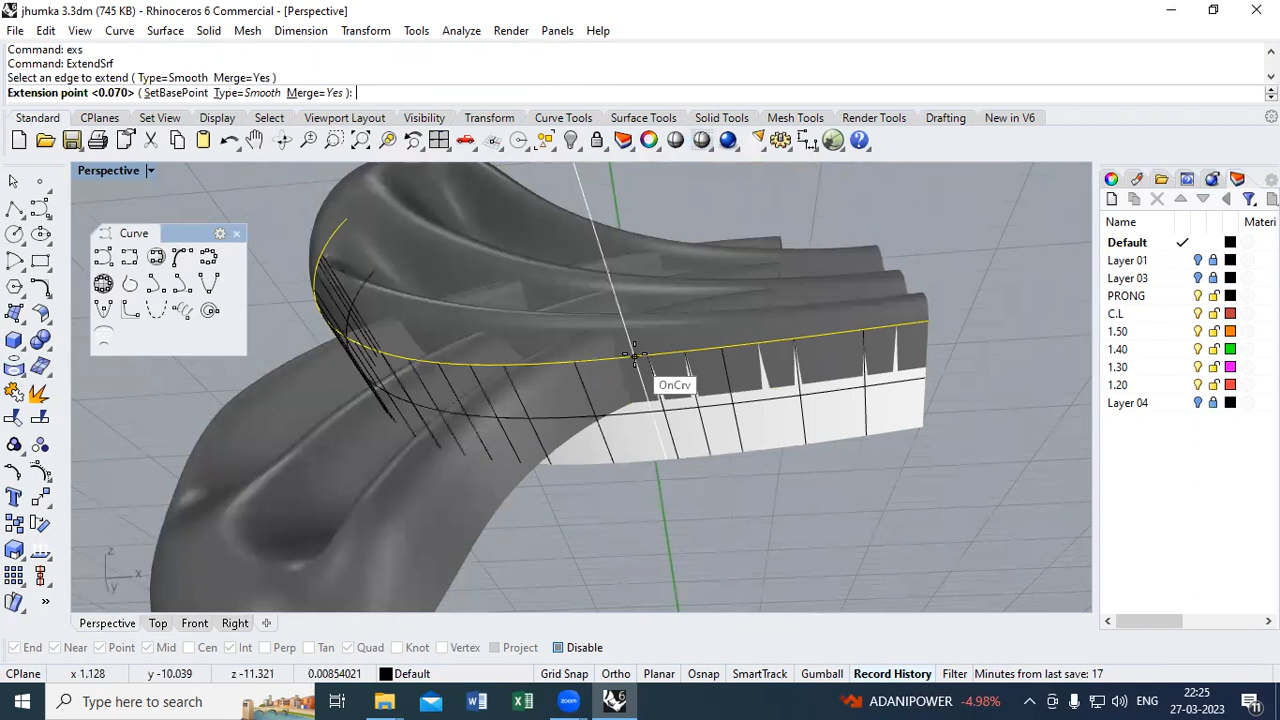 jhumka 3.3dm (745 KB) - Rhinoceros 6 Commercial - [Perspective]
File Edit View Curve Surface Solid Mesh Dimension Transform Tools Analyze Render Panels Help
Command: exs
Command: ExtendSrf
Select an edge to extend ( Type=Smooth Merge=Yes )
Extension point <0.070> ( SetBasePoint Type=Smooth Merge=Yes ):
Standard CPlanes Set View Display Select Viewport Layout Visibility Transform Curve Tools Surface Tools Solid Tools Mesh Tools Render Tools Drafting New in V6
Perspective
Curve
Name Materi
Default
Layer 01
Layer 03
PRONG
C.L
1.50
1.40
1.30
1.20
Layer 04
OnCrv
z
x
y
Perspective Top Front Right
End Near Point Mid Cen Int Perp Tan Quad Knot Vertex Project Disable
CPlane x 1.128 y -10.039 z -11.321 0.00854021 Default Grid Snap Ortho Planar Osnap SmartTrack Gumball Record History Filter Minutes from last save: 17
Type here to search
ADANIPOWER -4.98%
ENG
22:25
27-03-2023
11